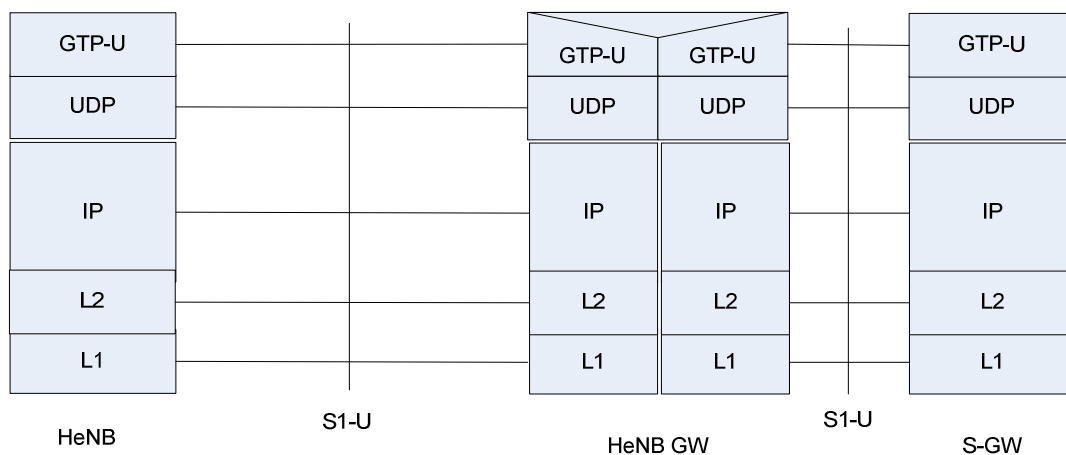 GTP-U GTP-U GTP-U GTP-U
UDP UDP UDP UDP
IP IP IP IP
L2 L2 L2 L2
L1 L1 L1 L1
HeNB S1-U HeNB GW S1-U S-GW